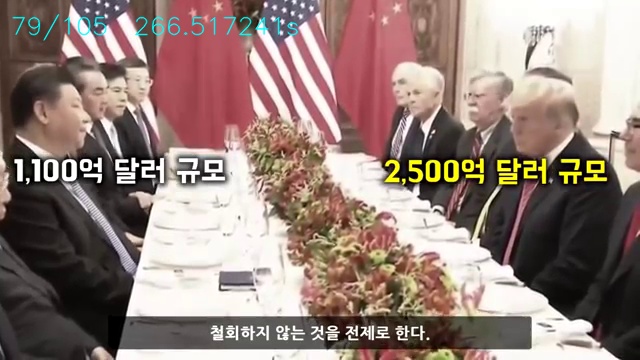 79/105 266.517241s
1,100억 달러 규모
2,500억 달러 규모
철회하지 않는 것을 전제로 한다.